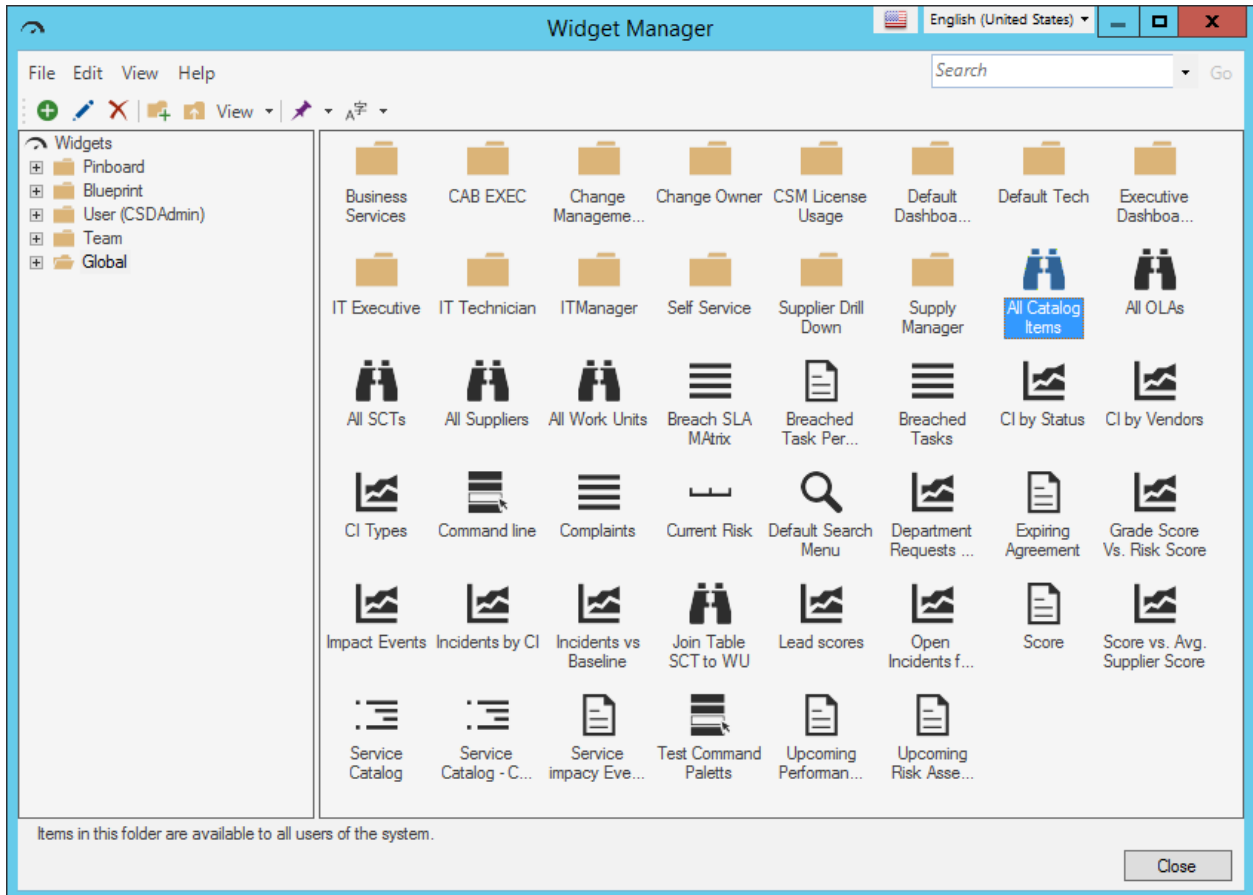 Widget Manager
English (United States)
File Edit View Help
Search
Go
View
A字
Widgets
Pinboard
Blueprint
User (CSDAdmin)
Team
Global
Business
Services
CAB EXEC
Change
Manageme...
Change Owner
CSM License
Usage
Default
Dashboa...
Default Tech
Executive
Dashboa...
IT Executive
IT Technician
ITManager
Self Service
Supplier Drill
Down
Supply
Manager
All Catalog
Items
All OLAs
All SCTs
All Suppliers
All Work Units
Breach SLA
MAtrix
Breached
Task Per...
Breached
Tasks
CI by Status
CI by Vendors
CI Types
Command line
Complaints
Current Risk
Default Search
Menu
Department
Requests ...
Expiring
Agreement
Grade Score
Vs. Risk Score
Impact Events
Incidents by CI
Incidents vs
Baseline
Join Table
SCT to WU
Lead scores
Open
Incidents f...
Score
Score vs. Avg.
Supplier Score
Service
Catalog
Service
Catalog - C...
Service
impacy Eve...
Test Command
Paletts
Upcoming
Performan...
Upcoming
Risk Asse...
Items in this folder are available to all users of the system.
Close